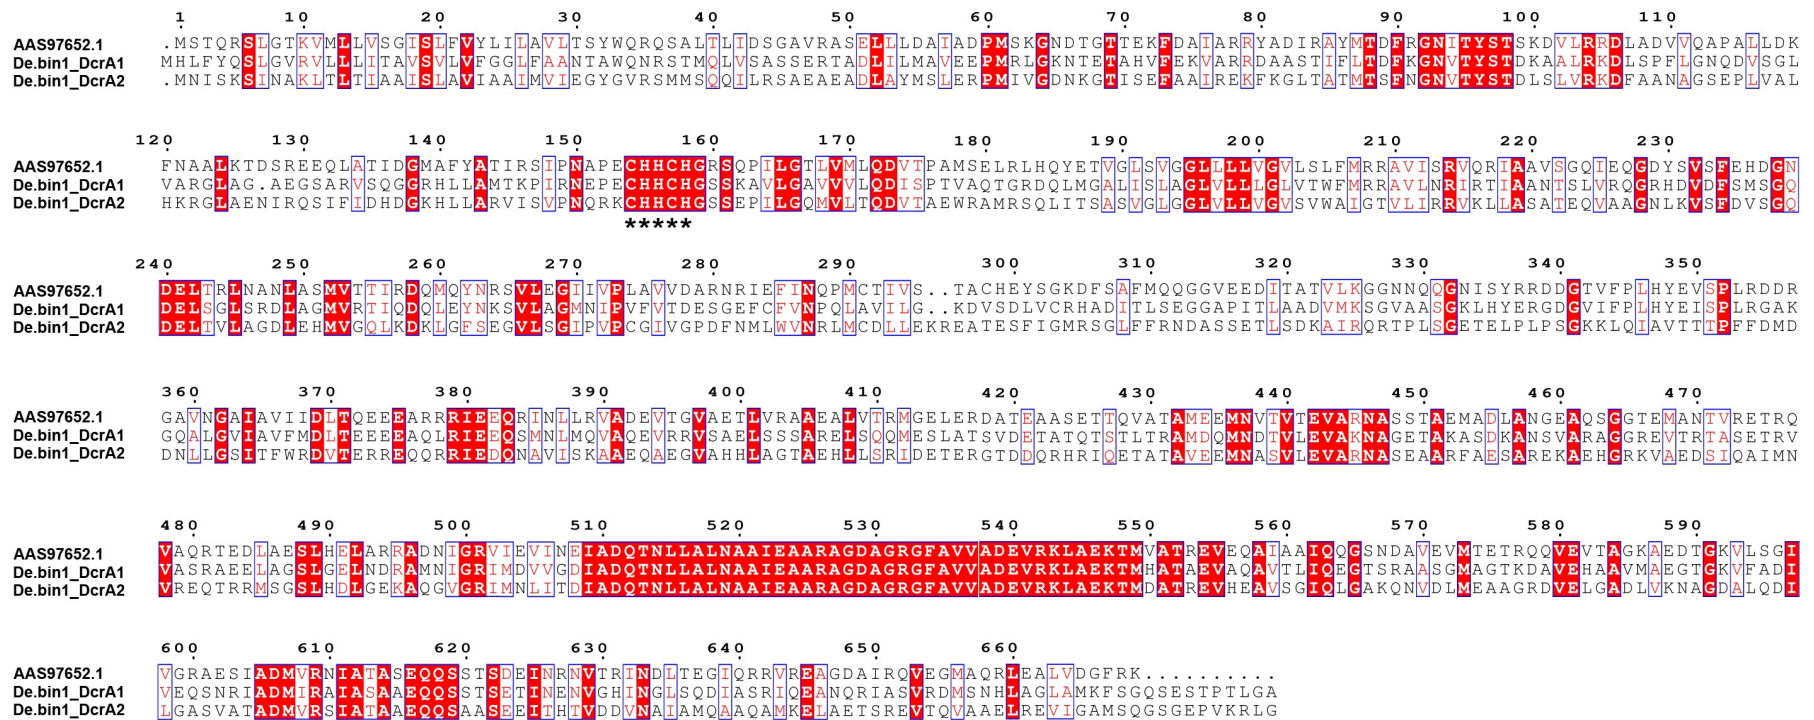 1 10 20 30 40 50 60 70 80 90 100 110
AAS97652.1 .MSTQRSLGTKVMLLVSGISLFVYLILAVLTSYWQRQSALTLIDSGAVRASELLLDAIADPMSKGNDTGTTEKFDAIARRYADIRAYMTDFRGNITYSTSKDVLRRDLADVVQAPALLDK
De.bin1_DcrA1 MHLFYQSLGVRVLLLITAVSVLVFGGLFAANTAWQNRSTMQLVSASSERTADLILMAVEEPMRLGKNTETAHVFEKVARRDAASTIFLTDFKGNVTYSTDKAALRKDLSPFLGNQDVSGL
De.bin1_DcrA2 .MNISKSINAKLTLTIAAISLAVIAAIMVIEGYGVRSMMSQQILRSAEAEADLAYMSLERPMIVGDNKGTISEFAAIREKFKGLTATMTSFNGNVTYSTDLSLVRKDFAANAGSEPLVAL
120 130 140 150 160 170 180 190 200 210 220 230
AAS97652.1 FNAALKTDSREEQLATIDGMAFYATIRSIPNAPECHHCHGRSQPILGTLVMLQDVTPAMSELRLHQYETVGLSVGGLLLLVGVLSLFMRRAVISRVQRIAAVSGQIEQGDYSVSFEHDGN
De.bin1_DcrA1 VARGLAG.AEGSARVSQGGRHLLAMTKPIRNEPECHHCHGSSKAVLGAVVVLQDISPTVAQTGRDQLMGALISLAGLVLLLGLVTWFMRRAVLNRIRTIAANTSLVRQGRHDVDFSMSGQ
De.bin1_DcrA2 HKRGLAENIRQSIFIDHDGKHLLARVISVPNQRKCHHCHGSSEPILGQMVLTQDVTAEWRAMRSQLITSASVGLGGLVLLVGVSVWAIGTVLIRRVKLLASATEQVAAGNLKVSFDVSGQ
*****
240 250 260 270 280 290 300 310 320 330 340 350
AAS97652.1 DELTRLNANLASMVTTIRDQMQYNRSVLEGIIVPLAVVDARNRIEFINQPMCTIVS..TACHEYSGKDFSAFMQQGGVEEDITATVLKGGNNQQGNISYRRDDGTVFPLHYEVSPLRDDR
De.bin1_DcrA1 DELSGLSRDLAGMVRTIQDQLEYNKSVLAGMNIPVFVTDESGEFCFVNPQLAVILG..KDVSDLVCRHADITLSEGGAPITLAADVMKSGVAASGKLHYERGDGVIFPLHYEISPLRGAK
De.bin1_DcrA2 DELTVLAGDLEHMVGQLKDKLGFSEGVLSGIPVPCGIVGPDFNMLWVNRLMCDLLEKREATESFIGMRSGLFFRNDASSETLSDKAIRQRTPLSGETELPLPSGKKLQIAVTTTPFFDMD
360 370 380 390 400 410 420 430 440 450 460 470
AAS97652.1 GAVNGAIAVIIDLTQEEEARRRIEEQRINLLRVADEVTGVAETLVRAAEALVTRMGELERDATEAASETTQVATAMEEMNVTVTEVARNASSTAEMADLANGEAQSGGTEMANTVRETRQ
De.bin1_DcrA1 GQALGVIAVFMDLTEEEEAQLRIEEQSMNLMQVAQEVRRVSAELSSSARELSQQMESLATSVDETATQTSTLTRAMDQMNDTVLEVAKNAGETAKASDKANSVARAGGREVTRTASETRV
De.bin1_DcrA2 DNLLGSITFWRDVTERREQQRRIEDQNAVISKAAEQAEGVAHHLAGTAEHLLSRIDETERGTDDQRHRIQETATAVEEMNASVLEVARNASEAARFAESAREKAEHGRKVAEDSIQAIMN
480 490 500 510 520 530 540 550 560 570 580 590
AAS97652.1 VAQRTEDLAESLHELARRADNIGRVIEVINEIADQTNLLALNAAIEAARAGDAGRGFAVVADEVRKLAEKTMVATREVEQAIAAIQQGSNDAVEVMTETRQQVEVTAGKAEDTGKVLSGI
De.bin1_DcrA1 VASRAEELAGSLGELNDRAMNIGRIMDVVGDIADQTNLLALNAAIEAARAGDAGRGFAVVADEVRKLAEKTMHATAEVAQAVTLIQEGTSRAASGMAGTKDAVEHAAVMAEGTGKVFADI
De.bin1_DcrA2 VREQTRRMSGSLHDLGEKAQGVGRIMNLITDIADQTNLLALNAAIEAARAGDAGRGFAVVADEVRKLAEKTMDATREVHEAVSGIQLGAKQNVDLMEAAGRDVELGADLVKNAGDALQDI
600 610 620 630 640 650 660
AAS97652.1 VGRAESIADMVRNIATASEQQSSTSDEINRNVTRINDLTEGIQRRVREAGDAIRQVEGMAQRLEALVDGFRK..........
De.bin1_DcrA1 VEQSNRIADMIRAIASAAEQQSSTSETINENVGHINGLSQDIASRIQEANQRIASVRDMSNHLAGLAMKFSGQSESTPTLGA
De.bin1_DcrA2 LGASVATADMVRSIATAAEQQSAASEEITHTVDDVNAIAMQAAQAMKELAETSREVTQVAAELREVIGAMSQGSGEPVKRLG